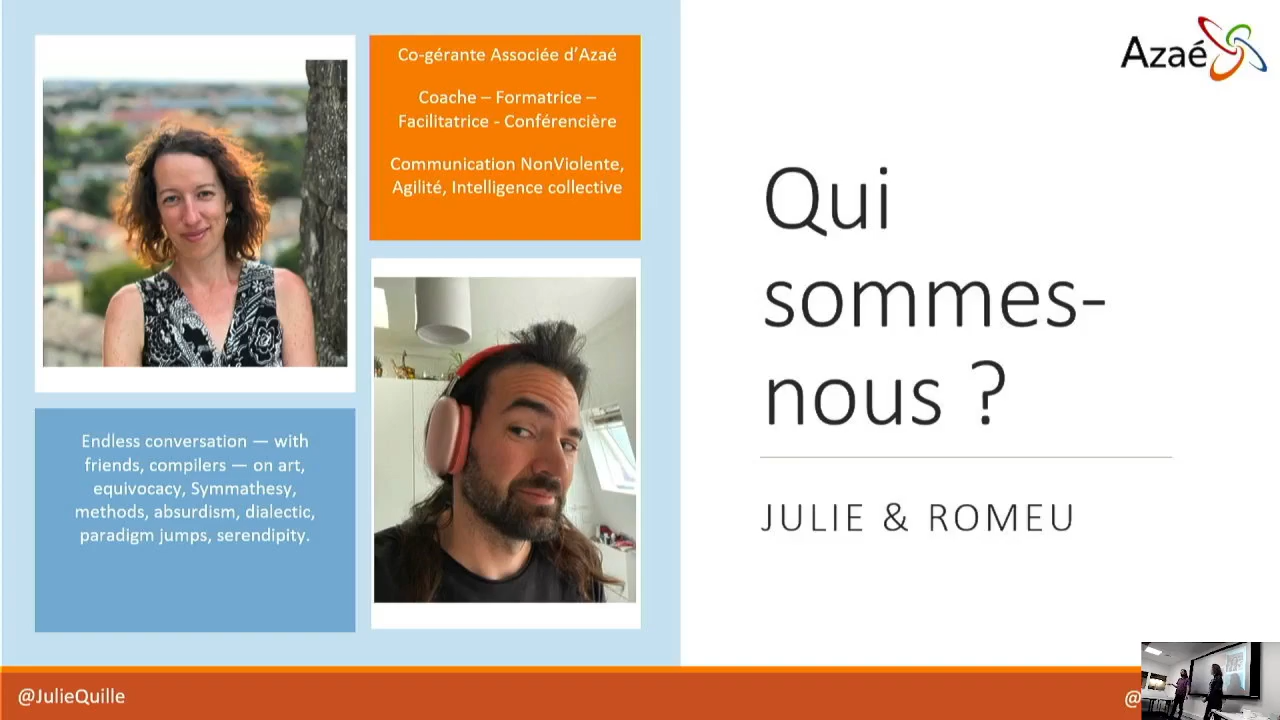 Co-gérante Associée d’Azaé
Coache – Formatrice –
Facilitatrice - Conférencière
Communication NonViolente,
Agilité, Intelligence collective
Endless conversation — with
friends, compilers — on art,
equivocacy, Symmathesy,
methods, absurdism, dialectic,
paradigm jumps, serendipity.
Azaé
Qui
sommes-
nous ?
JULIE & ROMEU
@JulieQuille
@